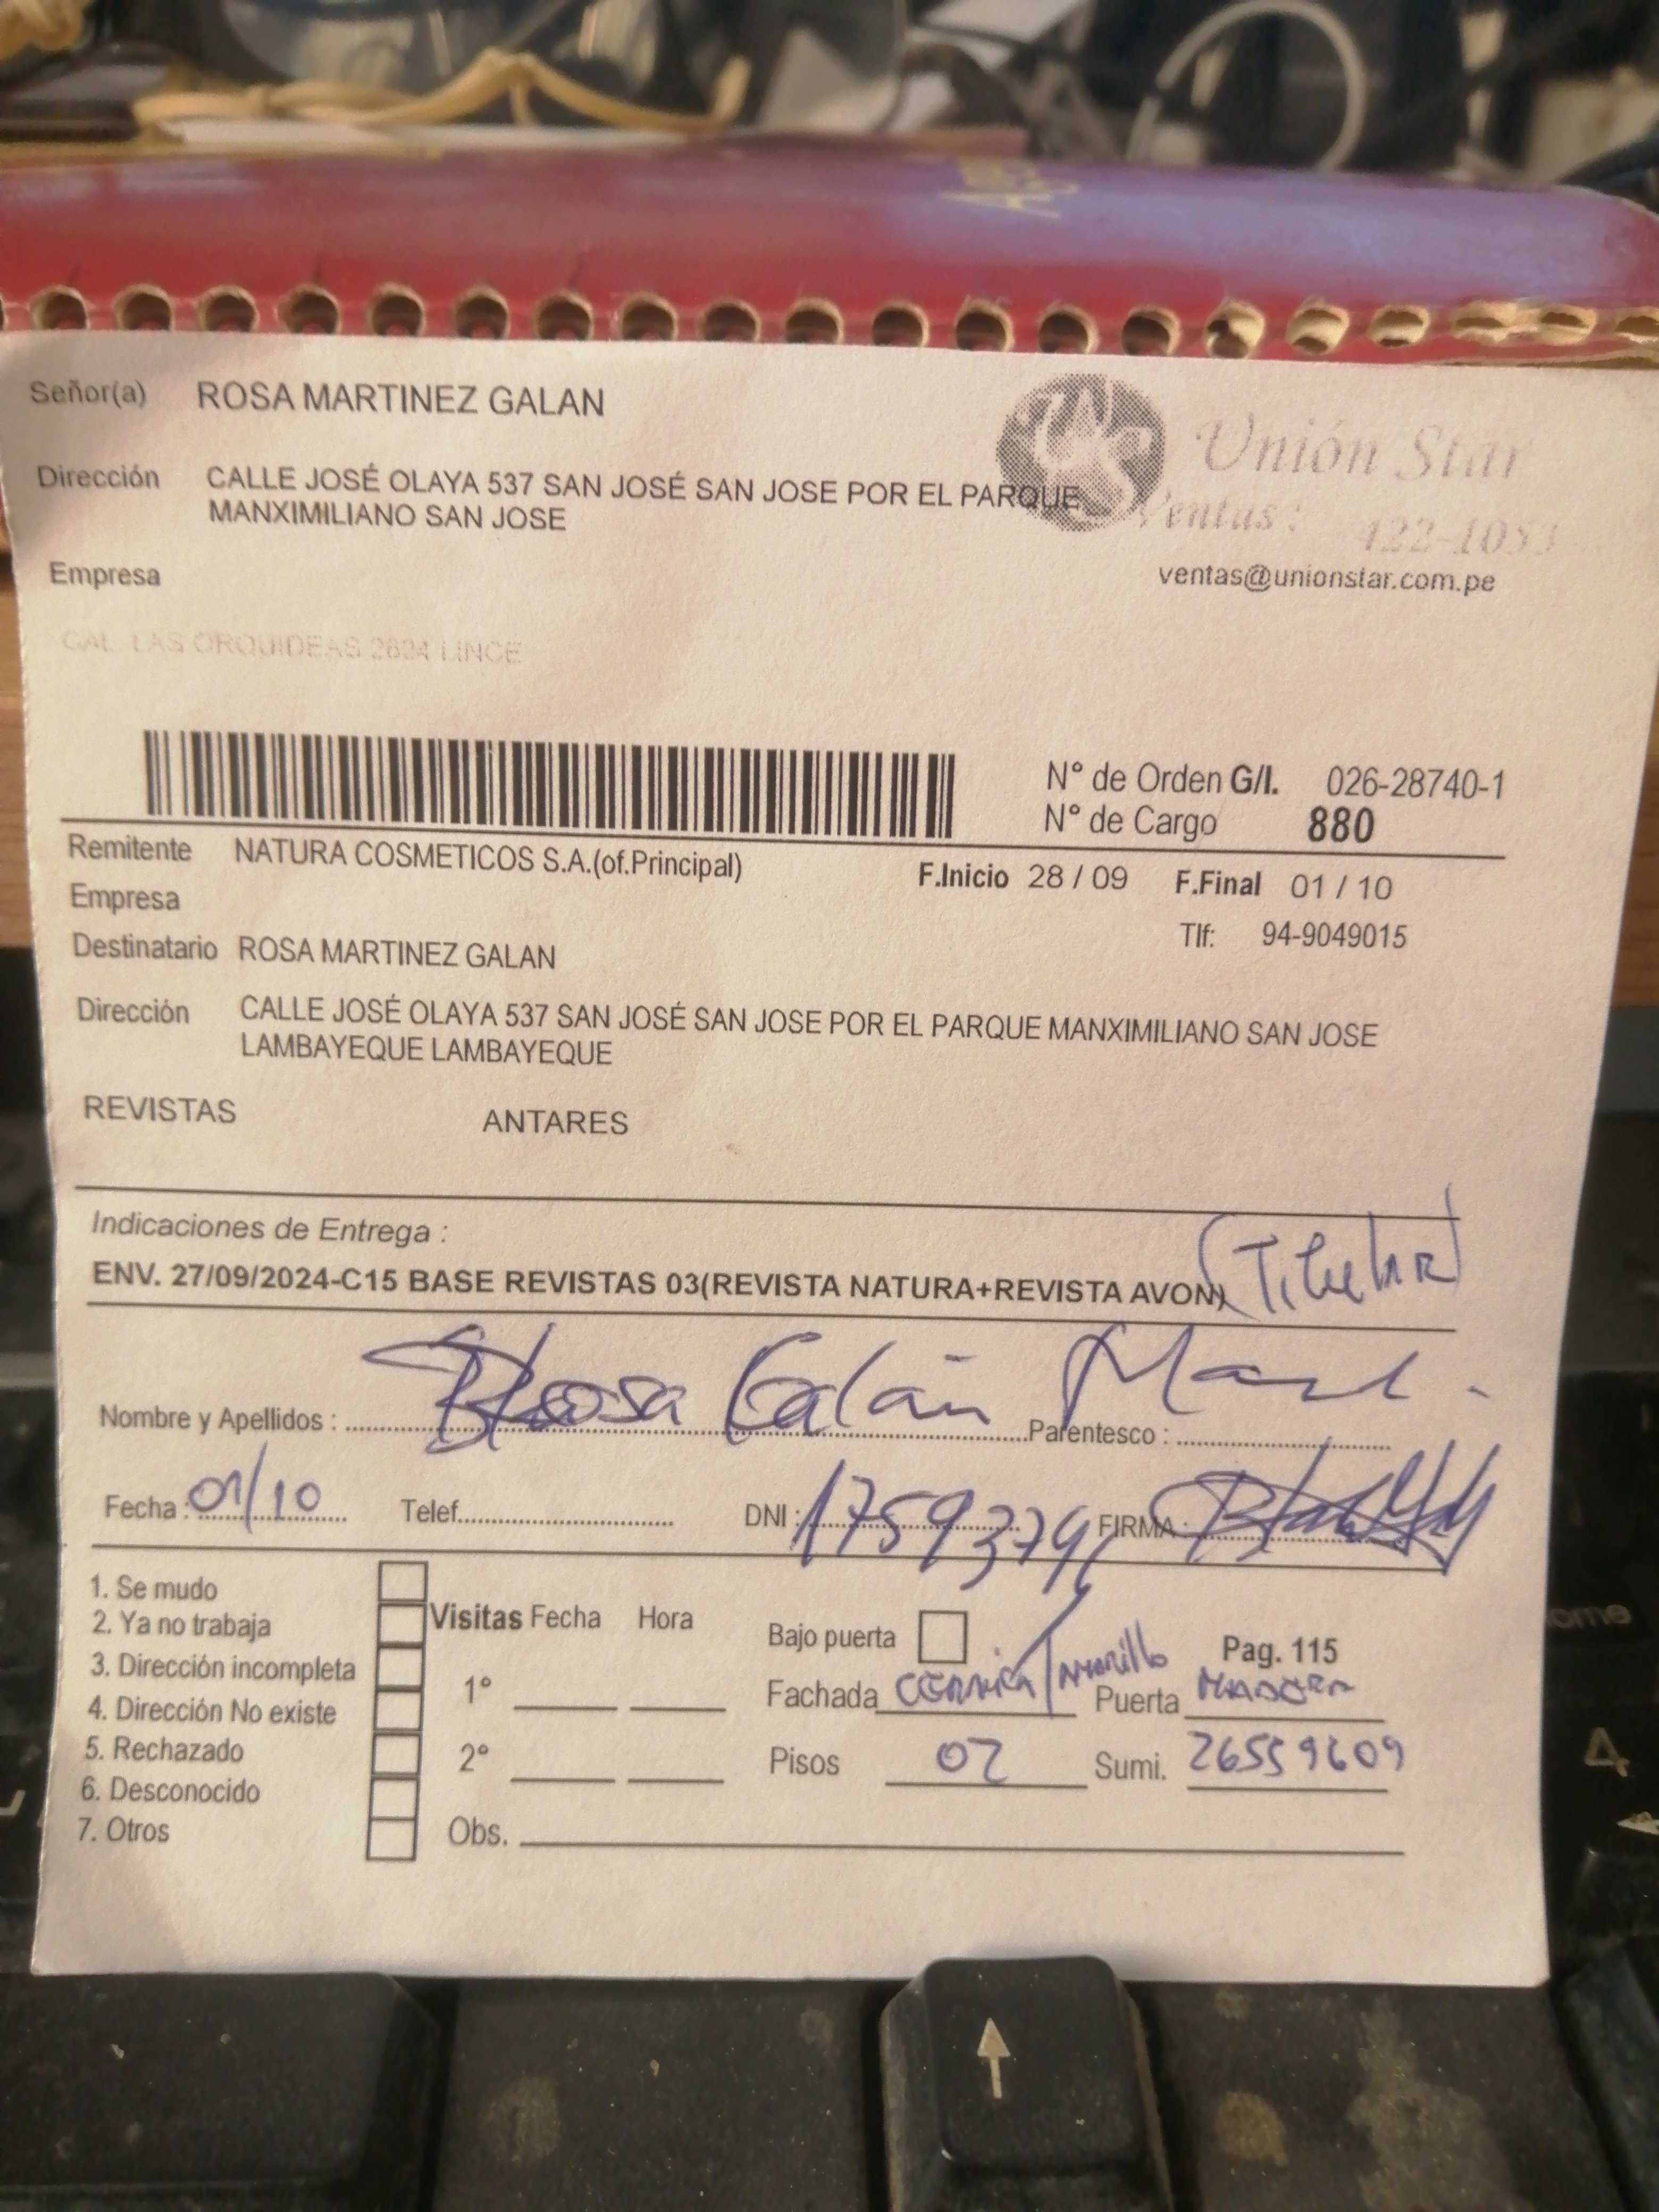 Señor(a) ROSA MARTINEZ GALAN
Unión Star
Dirección CALLE JOSÉ OLAYA 537 SAN JOSÉ SAN JOSE POR EL PARQUE
MANXIMILIANO SAN JOSE
Ventas: 422-1053
Empresa
ventas@unionstar.com.pe
CAL. LAS ORQUIDEAS 2624 LINCE
N° de Orden G/I. 026-28740-1
N° de Cargo 880
Remitente NATURA COSMETICOS S.A.(of.Principal)
F.Inicio 28 / 09 F.Final 01 / 10
Empresa
Tlf: 94-9049015
Destinatario ROSA MARTINEZ GALAN
Dirección CALLE JOSÉ OLAYA 537 SAN JOSÉ SAN JOSE POR EL PARQUE MANXIMILIANO SAN JOSE
LAMBAYEQUE LAMBAYEQUE
REVISTAS ANTARES
Indicaciones de Entrega :
ENV. 27/09/2024-C15 BASE REVISTAS 03(REVISTA NATURA+REVISTA AVON) (Titular)
Nombre y Apellidos : Rosa Galán Parentesco :
Fecha : 01/10 Telef. DNI : FIRMA :
1. Se mudo
2. Ya no trabaja
3. Dirección incompleta
4. Dirección No existe
5. Rechazado
6. Desconocido
7. Otros
Visitas Fecha Hora
1°
2°
Obs.
Bajo puerta Pag. 115
Fachada /Amarillo Puerta MADERA
Pisos 02 Sumi. 26559609
4